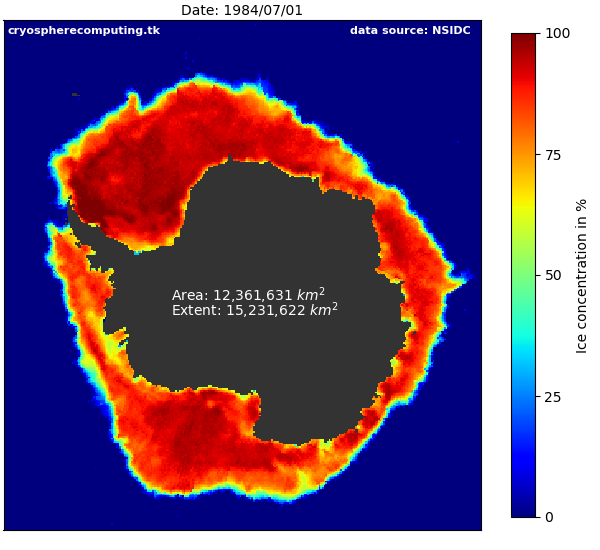 Date: 1984/07/01
cryospherecomputing.tk
data source: NSIDC
100
75
50
25
0
Ice concentration in %
Area: 12,361,631 km²
Extent: 15,231,622 km²